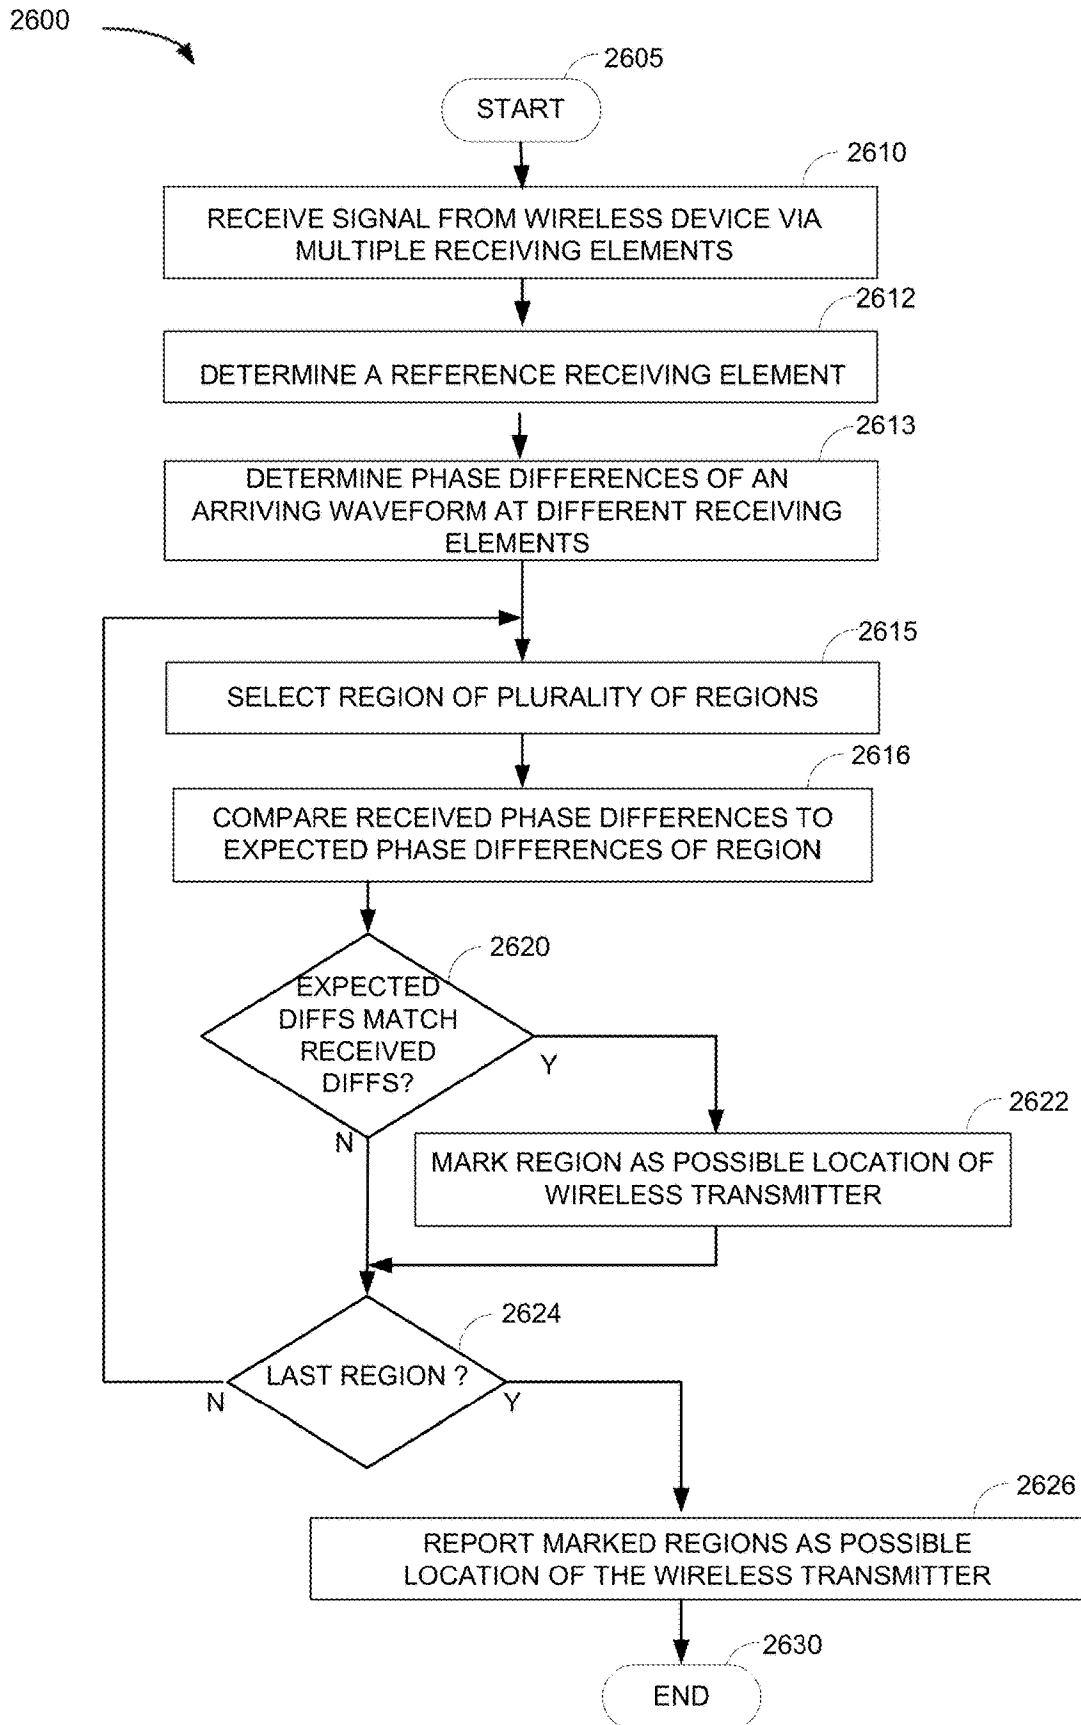 2600
2605
START
2610
RECEIVE SIGNAL FROM WIRELESS DEVICE VIA
MULTIPLE RECEIVING ELEMENTS
2612
DETERMINE A REFERENCE RECEIVING ELEMENT
2613
DETERMINE PHASE DIFFERENCES OF AN
ARRIVING WAVEFORM AT DIFFERENT RECEIVING
ELEMENTS
2615
SELECT REGION OF PLURALITY OF REGIONS
2616
COMPARE RECEIVED PHASE DIFFERENCES TO
EXPECTED PHASE DIFFERENCES OF REGION
2620
EXPECTED
DIFFS MATCH
RECEIVED
DIFFS?
Y
N
2622
MARK REGION AS POSSIBLE LOCATION OF
WIRELESS TRANSMITTER
2624
LAST REGION ?
N
Y
2626
REPORT MARKED REGIONS AS POSSIBLE
LOCATION OF THE WIRELESS TRANSMITTER
2630
END